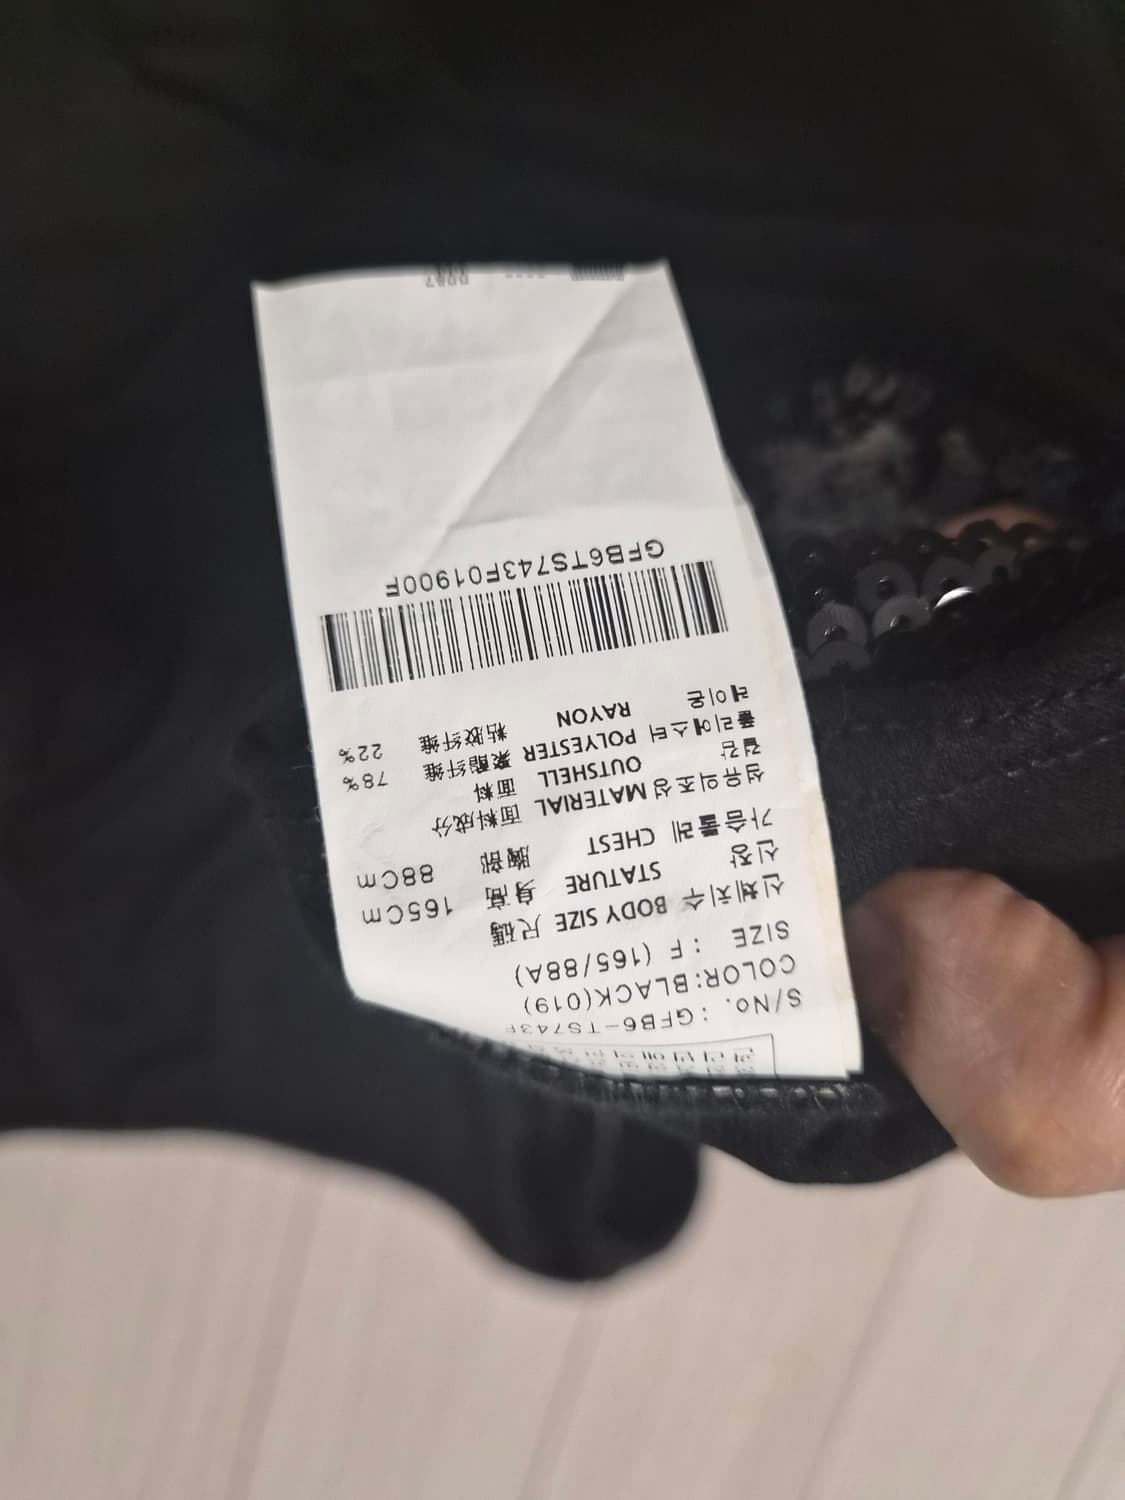 S/No. : GFB6-TS743F
COLOR:BLACK(019)
SIZE : F (165/88A)
신체치수 BODY SIZE 尺碼
신장 STATURE 身高 165Cm
가슴둘레 CHEST 胸部 88Cm
섬유의조성 MATERIAL 面料成分
겉감 OUTSHELL 面料
폴리에스터 POLYESTER 聚酯纤维 78%
레이온 RAYON 粘胶纤维 22%
GFB6TS743F01900F